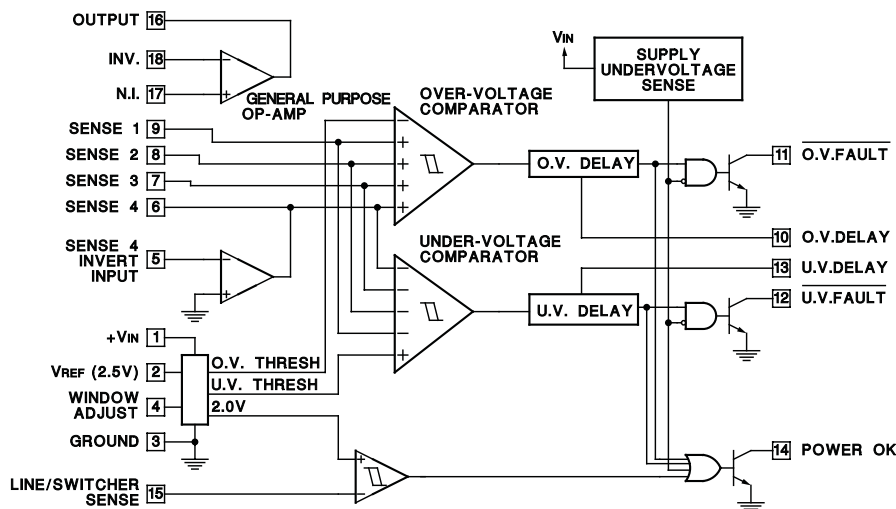 OUTPUT 16
INV. 18
N.I. 17
GENERAL PURPOSE
OP-AMP
SENSE 1 9
SENSE 2 8
SENSE 3 7
SENSE 4 6
SENSE 4
INVERT
INPUT 5
OVER-VOLTAGE
COMPARATOR
UNDER-VOLTAGE
COMPARATOR
VIN
SUPPLY
UNDERVOLTAGE
SENSE
O.V. DELAY
U.V. DELAY
11 O.V.FAULT
10 O.V.DELAY
13 U.V.DELAY
12 U.V.FAULT
+VIN 1
VREF (2.5V) 2
WINDOW
ADJUST 4
GROUND 3
O.V. THRESH
U.V. THRESH
2.0V
LINE/SWITCHER
SENSE 15
14 POWER OK